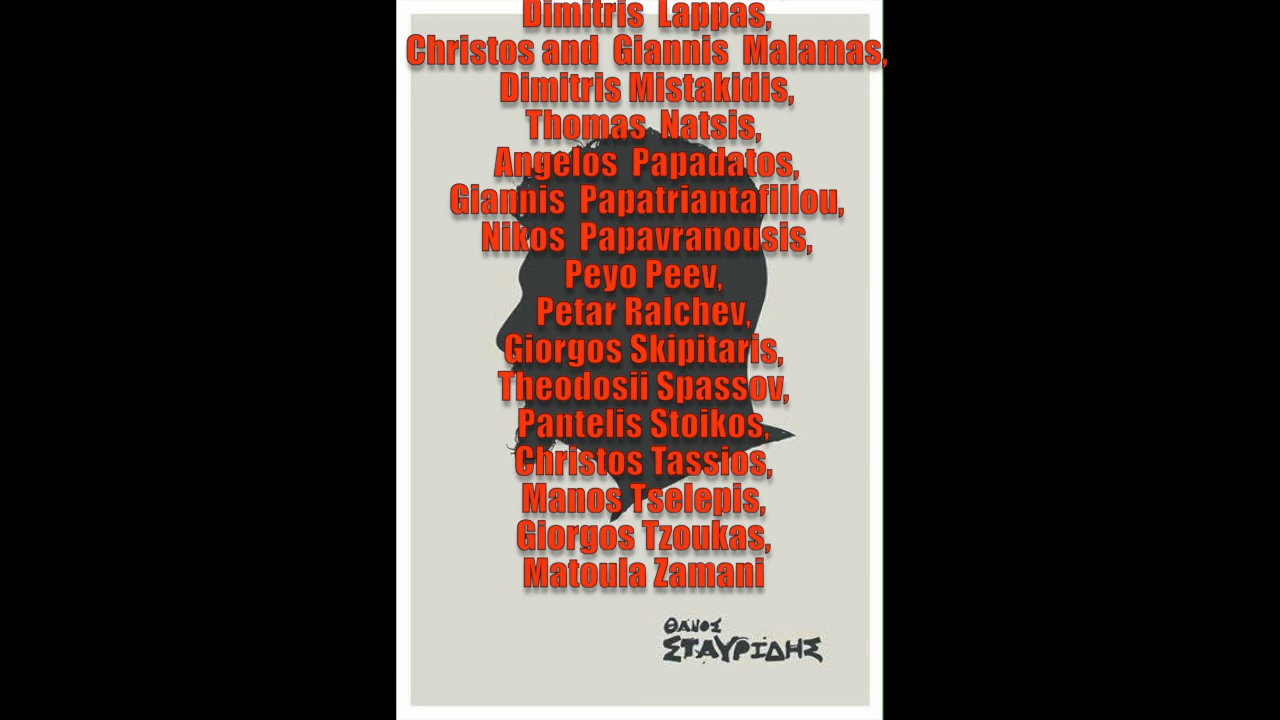 Dimitris Lappas,
Christos and Giannis Malamas,
Dimitris Mistakidis,
Thomas Natsis,
Angelos Papadatos,
Giannis Papatriantafillou,
Nikos Papavranousis,
Peyo Peev,
Petar Ralchev,
Giorgos Skipitaris,
Theodosii Spassov,
Pantelis Stoikos,
Christos Tassios,
Manos Tselepis,
Giorgos Tzoukas,
Matoula Zamani
ΘΑΝΟΣ
ΣΤΑΥΡΙΔΗΣ